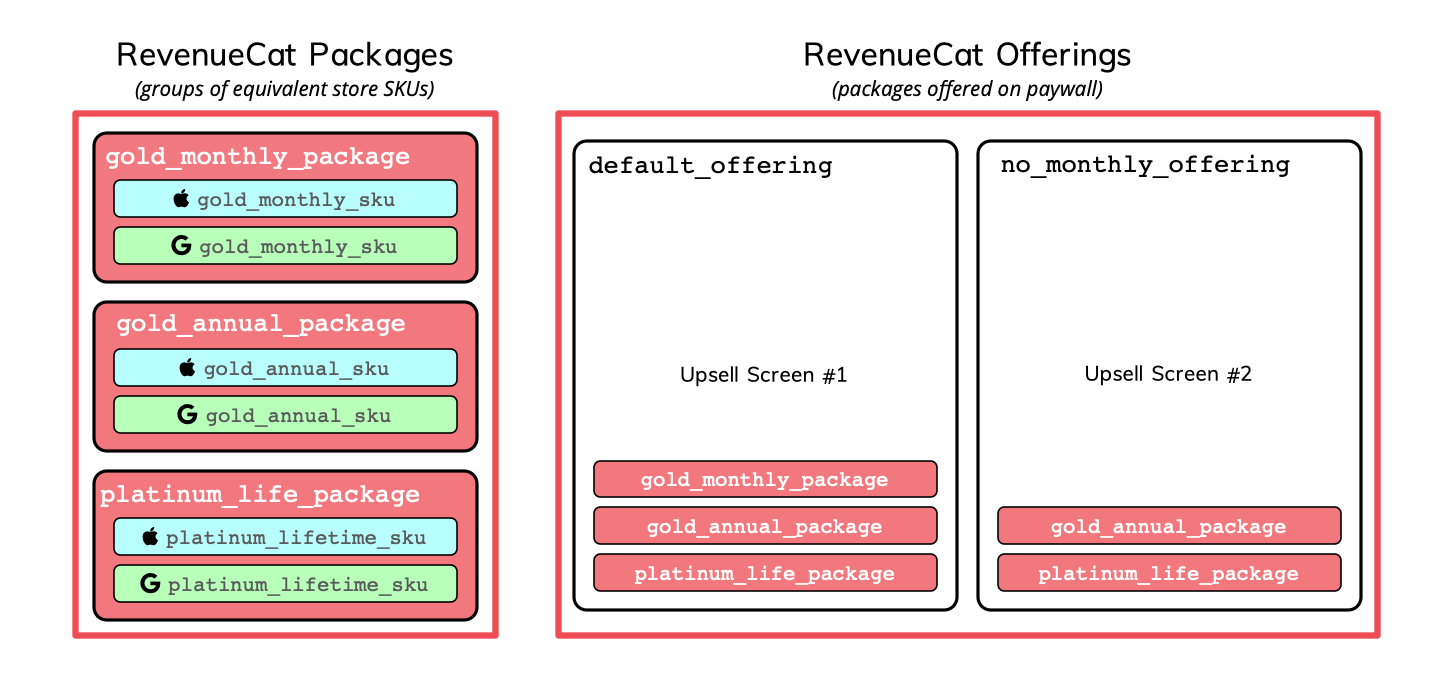 RevenueCat Packages
(groups of equivalent store SKUs)
gold_monthly_package
gold_monthly_sku
G gold_monthly_sku
gold_annual_package
gold_annual_sku
G gold_annual_sku
platinum_life_package
platinum_lifetime_sku
G platinum_lifetime_sku
RevenueCat Offerings
(packages offered on paywall)
default_offering
Upsell Screen #1
gold_monthly_package
gold_annual_package
platinum_life_package
no_monthly_offering
Upsell Screen #2
gold_annual_package
platinum_life_package